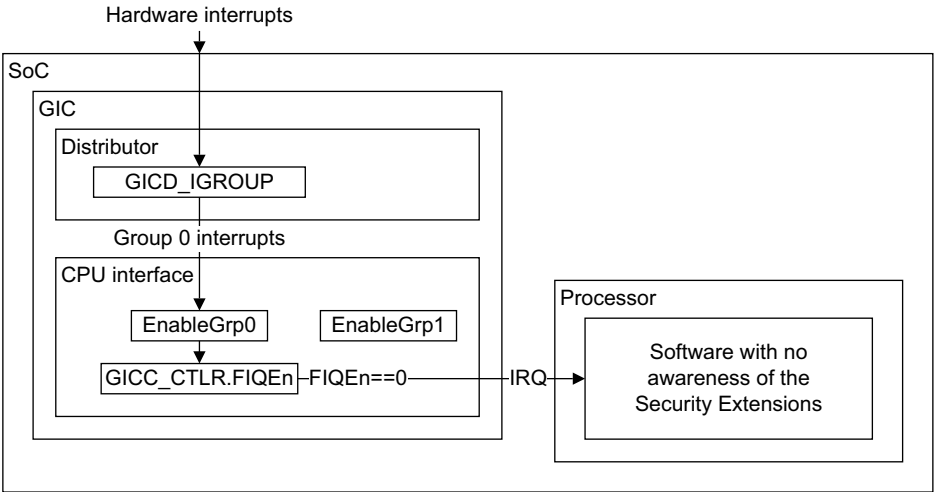 Hardware interrupts
SoC
GIC
Distributor
GICD_IGROUP
Group 0 interrupts
CPU interface
EnableGrp0
EnableGrp1
GICC_CTLR.FIQEn
FIQEn==0
IRQ
Processor
Software with no
awareness of the
Security Extensions